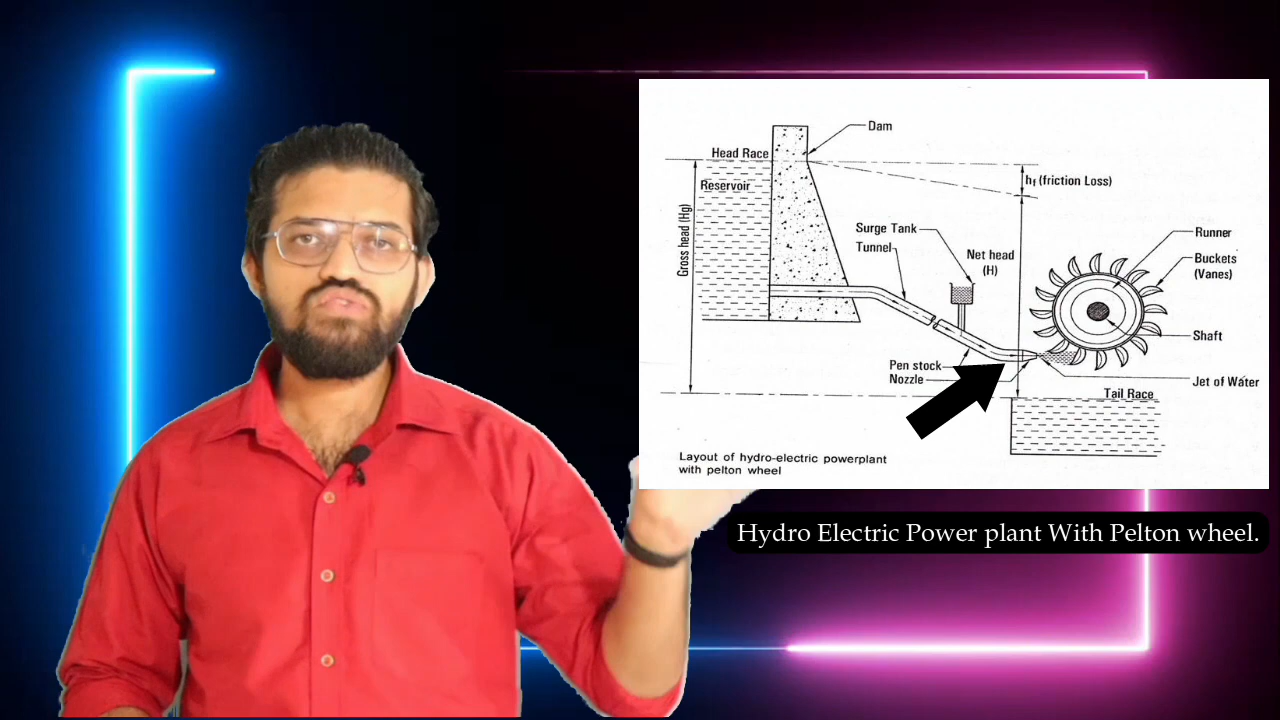 Dam
Head Race
Reservoir
hf (friction Loss)
Gross head (Hg)
Surge Tank
Tunnel
Net head
(H)
Runner
Buckets
(Vanes)
Shaft
Pen stock
Nozzle
Jet of Water
Tail Race
Layout of hydro-electric powerplant
with pelton wheel
Hydro Electric Power plant With Pelton wheel.